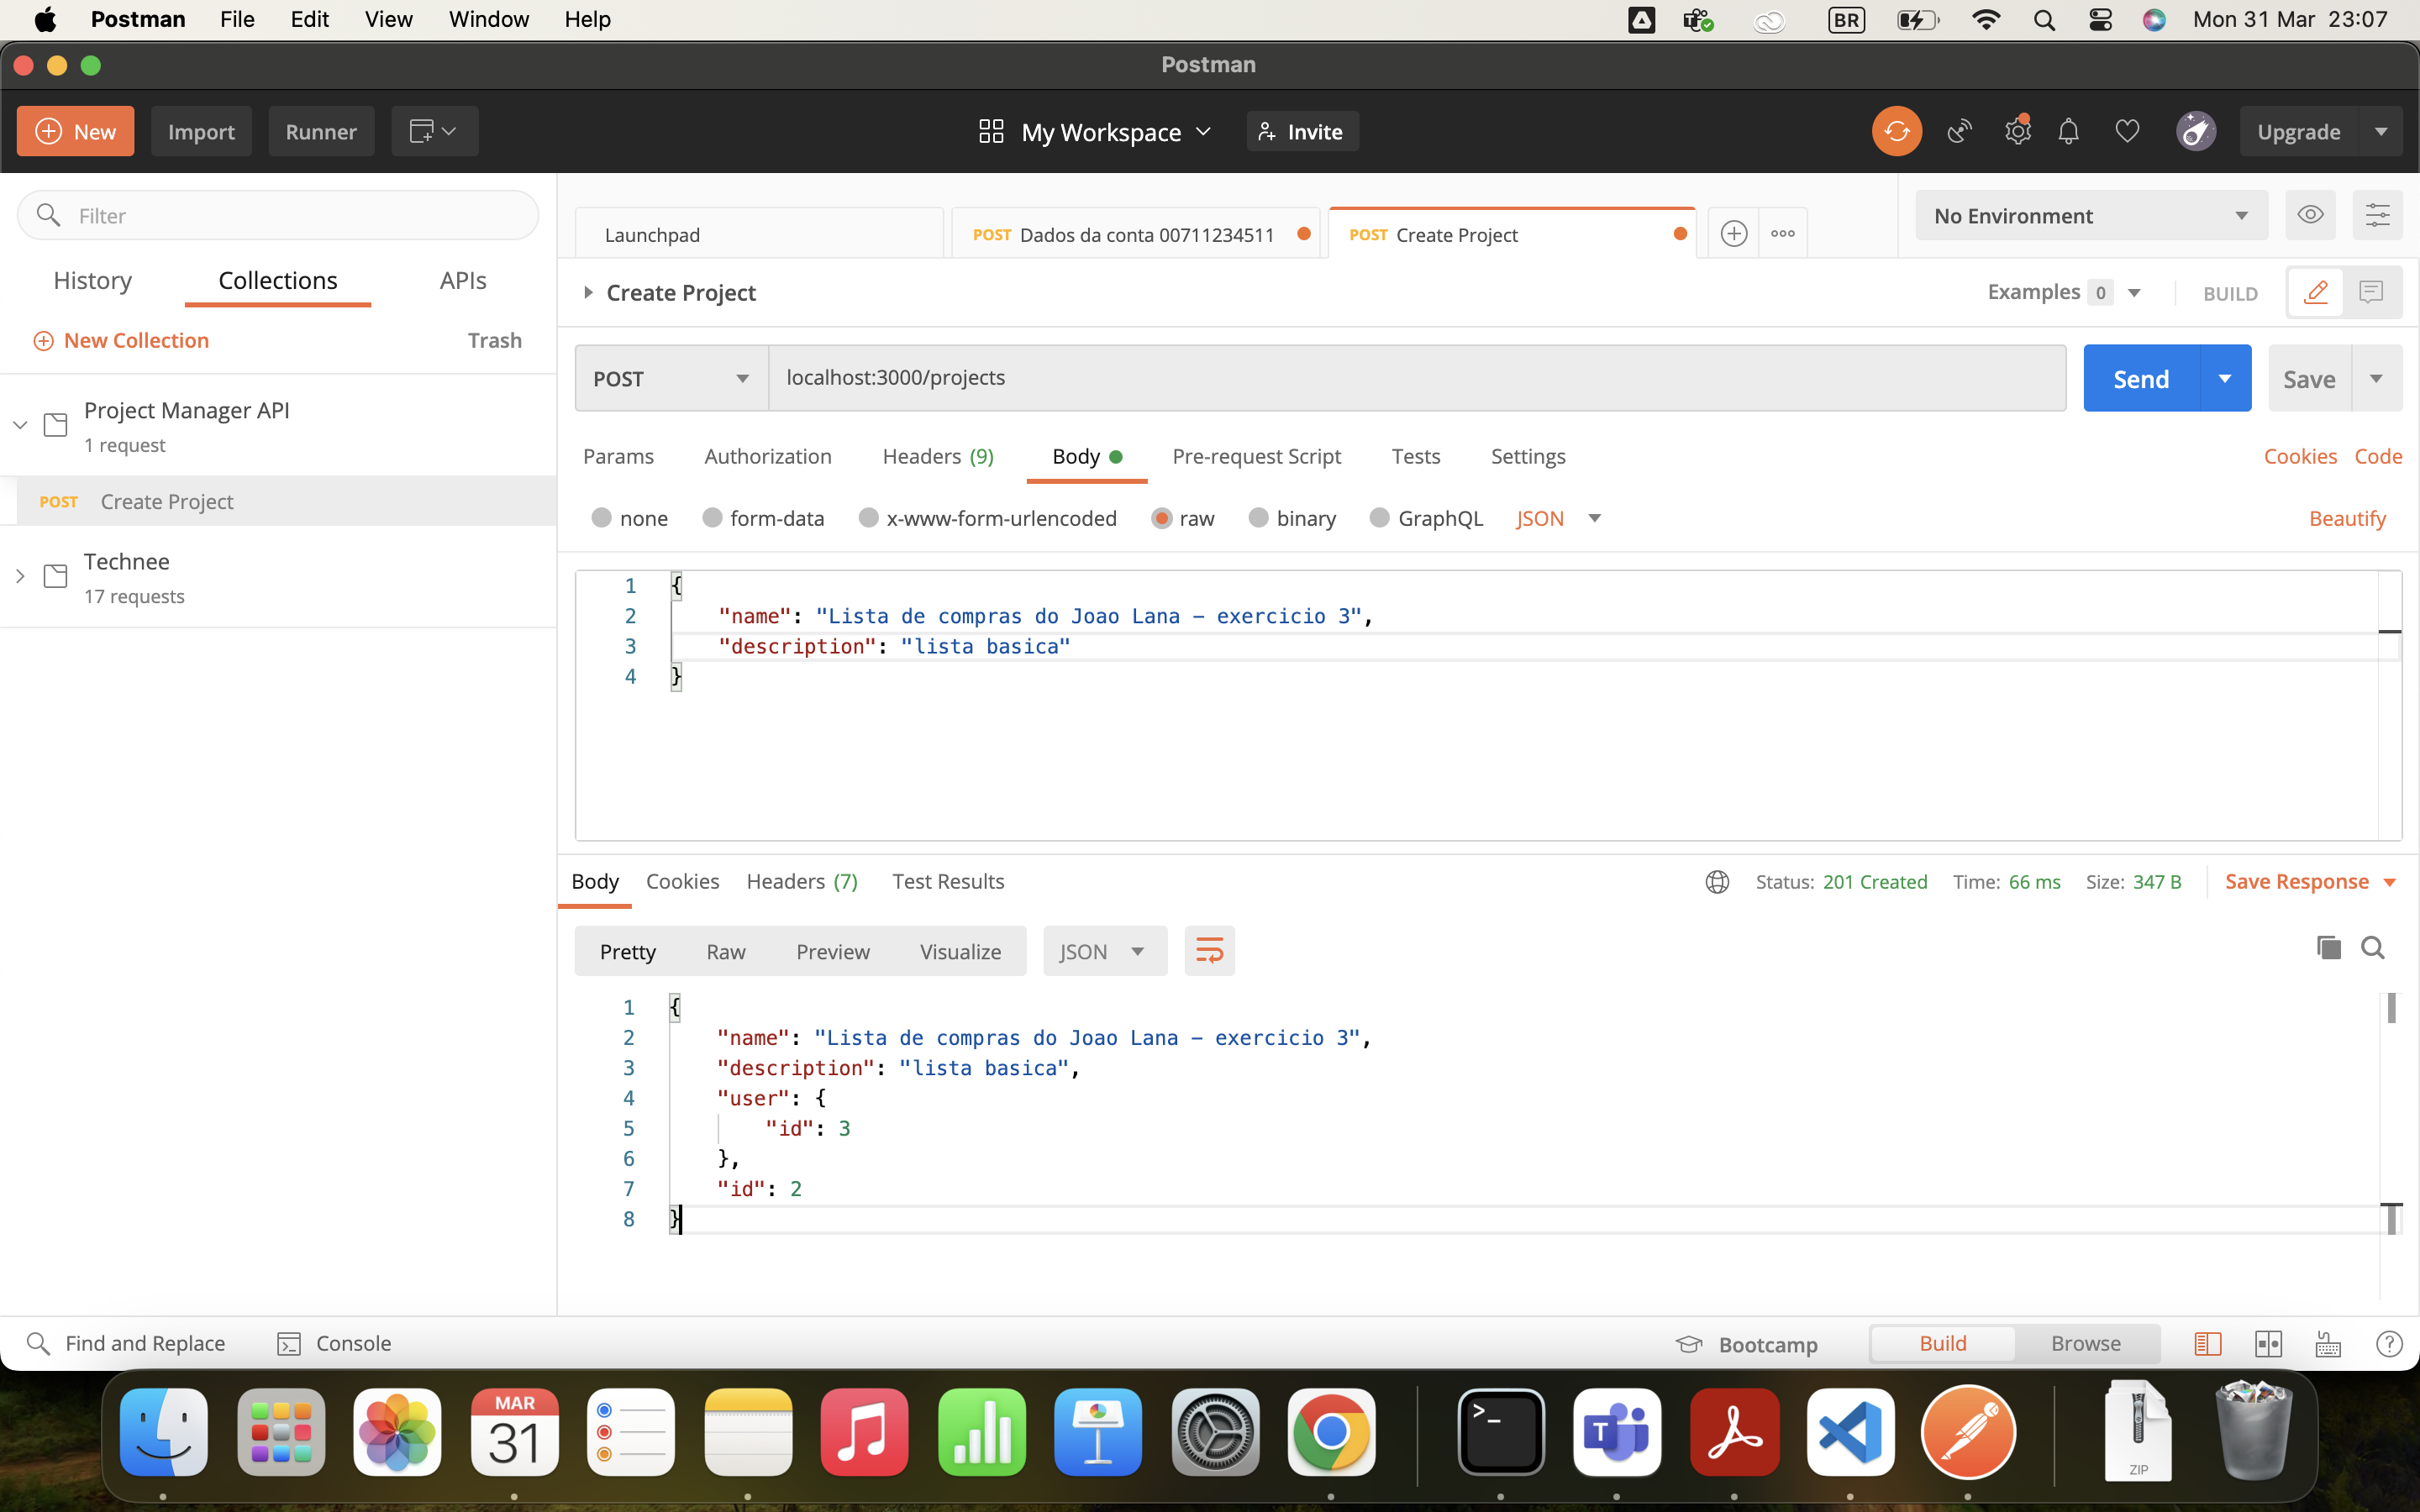 Postman File Edit View Window Help BR Mon 31 Mar 23:07
Postman
New Import Runner My Workspace Invite Upgrade
Filter
History Collections APIs
New Collection Trash
Project Manager API
1 request
POST Create Project
Technee
17 requests
Launchpad POST Dados da conta 00711234511 POST Create Project No Environment
Create Project Examples 0 BUILD
POST localhost:3000/projects Send Save
Params Authorization Headers (9) Body Pre-request Script Tests Settings Cookies Code
none form-data x-www-form-urlencoded raw binary GraphQL JSON Beautify
1 {
2 "name": "Lista de compras do Joao Lana – exercicio 3",
3 "description": "lista basica"
4 }
Body Cookies Headers (7) Test Results Status: 201 Created Time: 66 ms Size: 347 B Save Response
Pretty Raw Preview Visualize JSON
1 {
2 "name": "Lista de compras do Joao Lana – exercicio 3",
3 "description": "lista basica",
4 "user": {
5 "id": 3
6 },
7 "id": 2
8 }
Find and Replace Console Bootcamp Build Browse
MAR
31
>_
T
ZIP